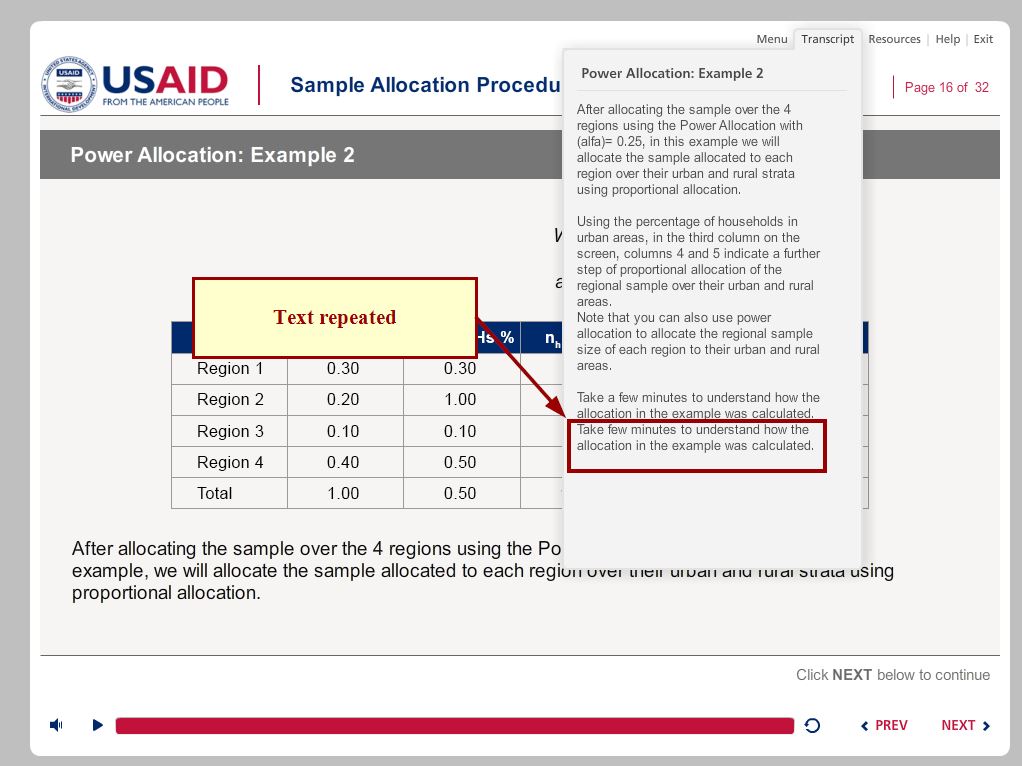 Menu Transcript Resources | Help | Exit
UNITED STATES AGENCY
USAID
INTERNATIONAL DEVELOPMENT
USAID
FROM THE AMERICAN PEOPLE
Sample Allocation Procedu
Page 16 of 32
Power Allocation: Example 2
Power Allocation: Example 2
After allocating the sample over the 4
regions using the Power Allocation with
(alfa)= 0.25, in this example we will
allocate the sample allocated to each
region over their urban and rural strata
using proportional allocation.
Using the percentage of households in
urban areas, in the third column on the
screen, columns 4 and 5 indicate a further
step of proportional allocation of the
regional sample over their urban and rural
areas.
Note that you can also use power
allocation to allocate the regional sample
size of each region to their urban and rural
areas.
Take a few minutes to understand how the
allocation in the example was calculated.
Take few minutes to understand how the
allocation in the example was calculated.
Text repeated
Hs % nh
Region 1 0.30 0.30
Region 2 0.20 1.00
Region 3 0.10 0.10
Region 4 0.40 0.50
Total 1.00 0.50
After allocating the sample over the 4 regions using the Po
example, we will allocate the sample allocated to each region over their urban and rural strata using
proportional allocation.
Click NEXT below to continue
PREV NEXT